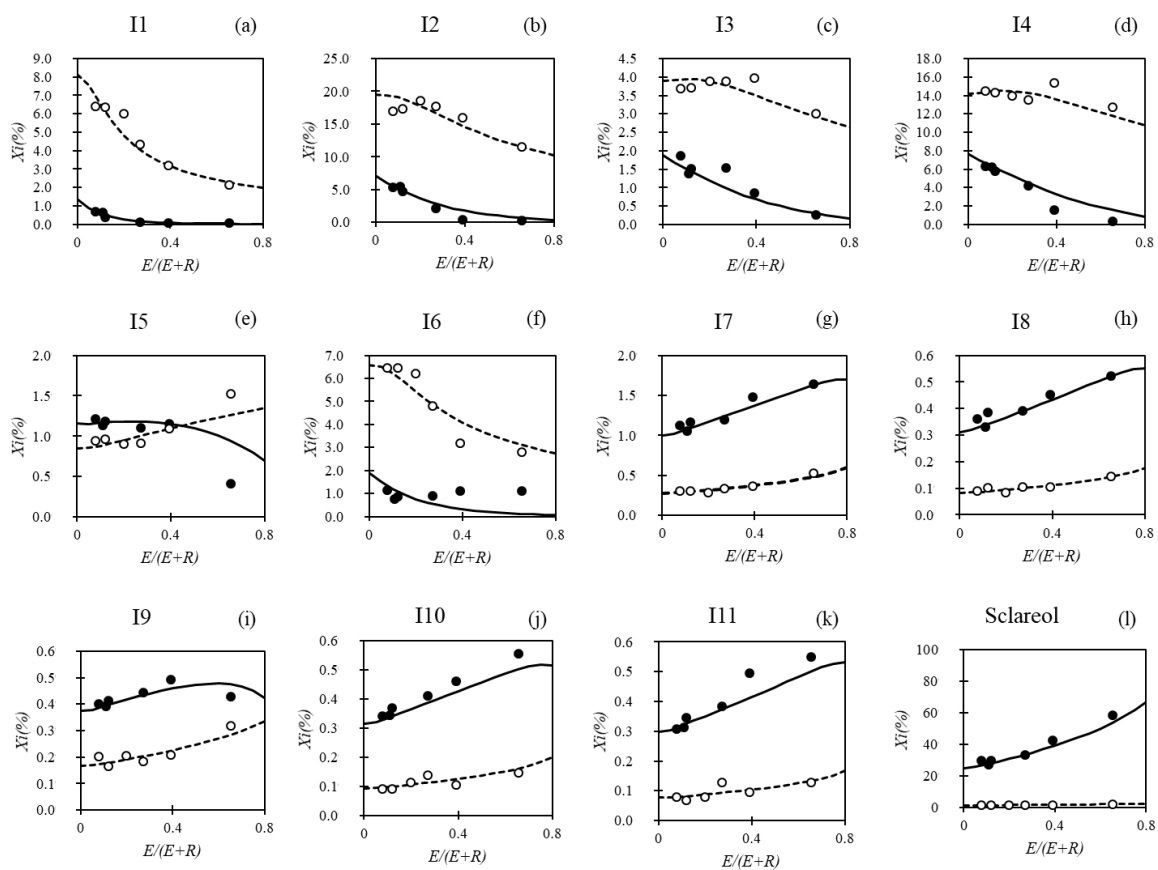 I1 (a)
9.0
8.0
7.0
6.0
5.0
4.0
3.0
2.0
1.0
0.0
Xi(%)
0 0.4 0.8
E/(E+R)
I2 (b)
25.0
20.0
15.0
10.0
5.0
0.0
Xi(%)
0 0.4 0.8
E/(E+R)
I3 (c)
4.5
4.0
3.5
3.0
2.5
2.0
1.5
1.0
0.5
0.0
Xi(%)
0 0.4 0.8
E/(E+R)
I4 (d)
18.0
16.0
14.0
12.0
10.0
8.0
6.0
4.0
2.0
0.0
Xi(%)
0 0.4 0.8
E/(E+R)
I5 (e)
2.0
1.5
1.0
0.5
0.0
Xi(%)
0 0.4 0.8
E/(E+R)
I6 (f)
7.0
6.0
5.0
4.0
3.0
2.0
1.0
0.0
Xi(%)
0 0.4 0.8
E/(E+R)
I7 (g)
2.0
1.5
1.0
0.5
0.0
Xi(%)
0 0.4 0.8
E/(E+R)
I8 (h)
0.6
0.5
0.4
0.3
0.2
0.1
0.0
Xi(%)
0 0.4 0.8
E/(E+R)
I9 (i)
0.6
0.5
0.4
0.3
0.2
0.1
0.0
Xi(%)
0 0.4 0.8
E/(E+R)
I10 (j)
0.6
0.5
0.4
0.3
0.2
0.1
0.0
Xi(%)
0 0.4 0.8
E/(E+R)
I11 (k)
0.6
0.5
0.4
0.3
0.2
0.1
0.0
Xi(%)
0 0.4 0.8
E/(E+R)
Sclareol (l)
100
80
60
40
20
0
Xi(%)
0 0.4 0.8
E/(E+R)